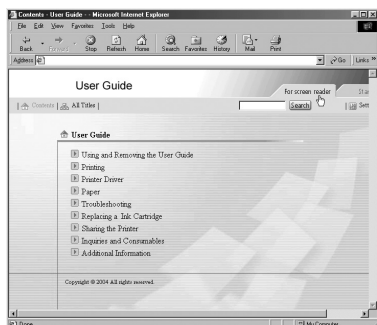 Contents - User Guide - - Microsoft Internet Explorer
File Edit View Favorites Tools Help
Back Forward Stop Refresh Home Search Favorites History Mail Print
Address Go Links »
User Guide
For screen reader
Contents | All Titles |
Search
User Guide
Using and Removing the User Guide
Printing
Printer Driver
Paper
Troubleshooting
Replacing a Ink Cartridge
Sharing the Printer
Inquiries and Consumables
Additional Information
Copyright © 2004 All rights reserved.
Done My Computer